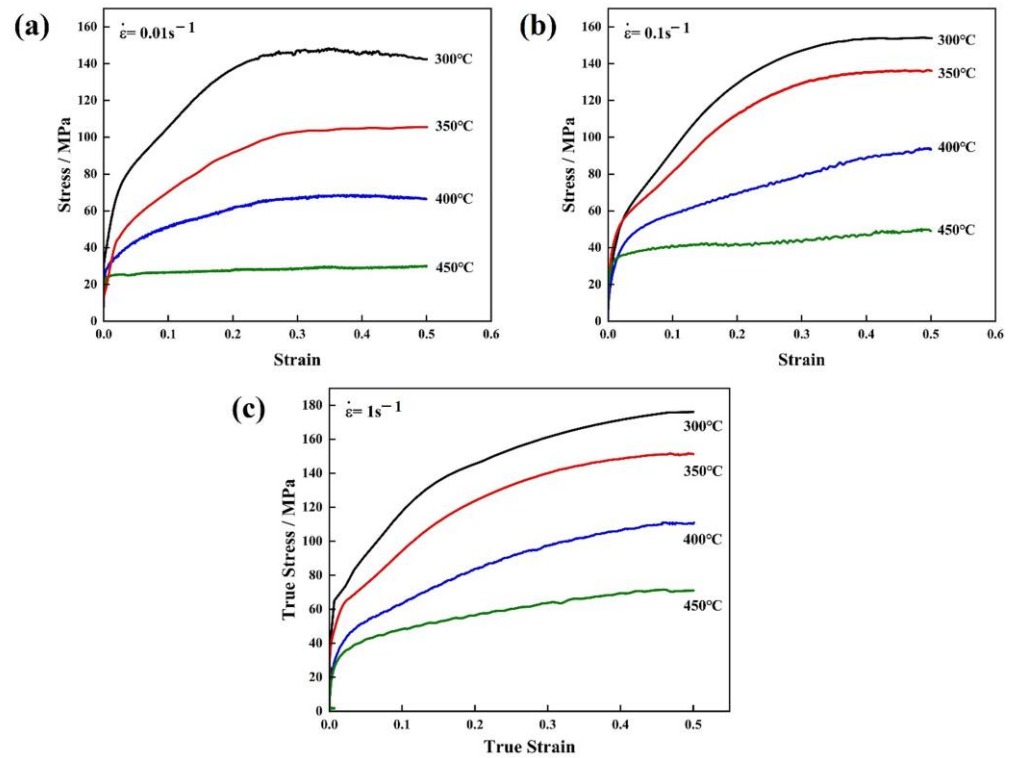 (a)
ε̇ = 0.01s⁻¹
160
140
120
100
80
60
40
20
0
Stress / MPa
300℃
350℃
400℃
450℃
0.0 0.1 0.2 0.3 0.4 0.5 0.6
Strain
(b)
ε̇ = 0.1s⁻¹
160
140
120
100
80
60
40
20
0
Stress / MPa
300℃
350℃
400℃
450℃
0.0 0.1 0.2 0.3 0.4 0.5 0.6
Strain
(c)
ε̇= 1s⁻¹
180
160
140
120
100
80
60
40
20
0
True Stress / MPa
300℃
350℃
400℃
450℃
0.0 0.1 0.2 0.3 0.4 0.5
True Strain